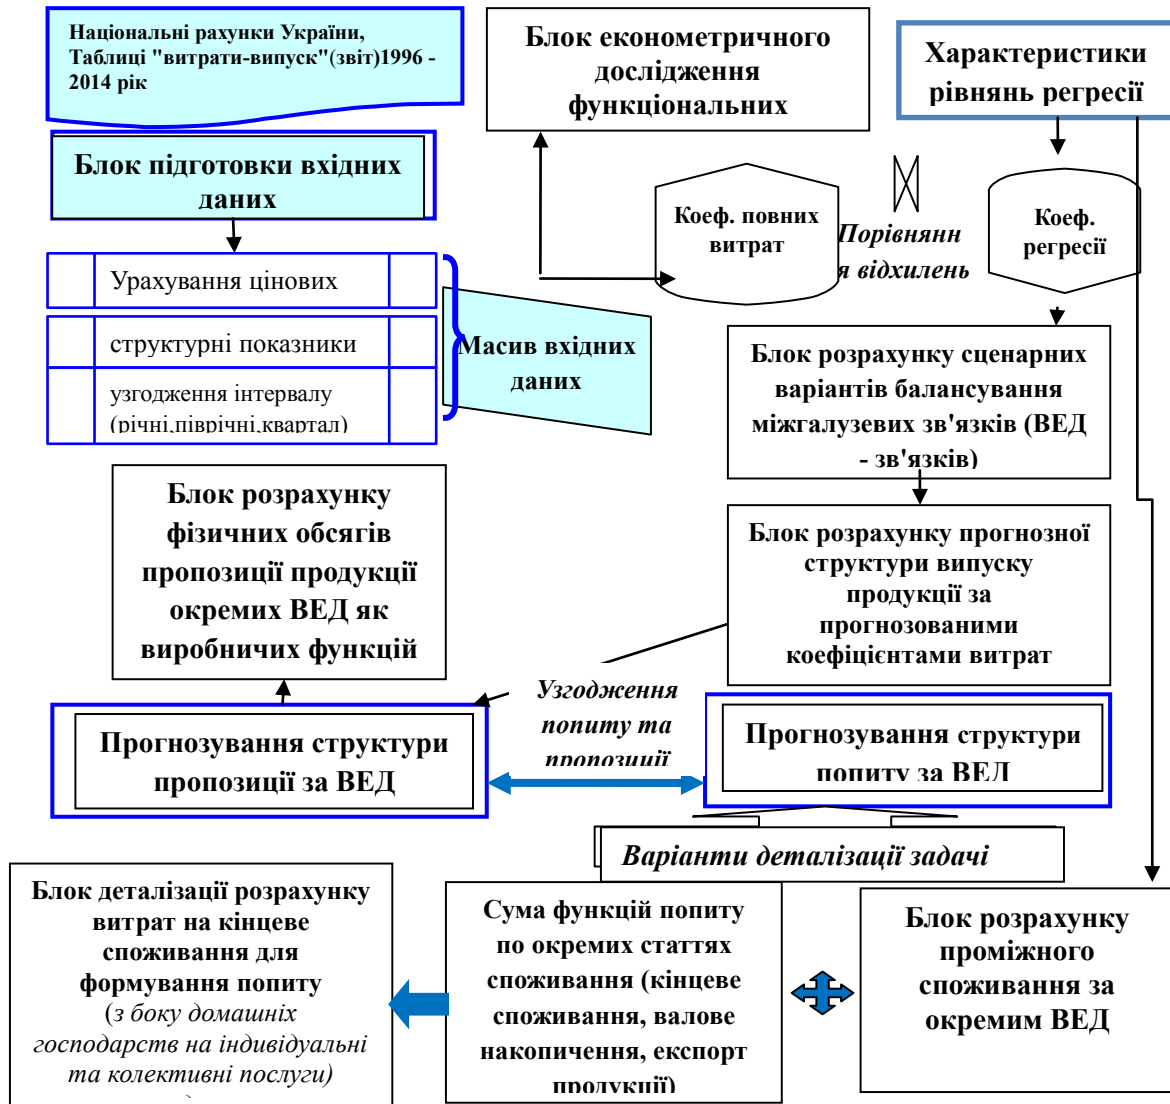 Національні рахунки України,
Таблиці "витрати-випуск"(звіт)1996 -
2014 рік
Блок економетричного
дослідження
функціональних
Характеристики
рівнянь регресії
Блок підготовки вхідних
даних
Коеф. повних
витрат
Порівнянн
я відхилень
Коеф.
регресії
Урахування цінових
структурні показники
узгодження інтервалу
(річні,піврічні,квартал)
Масив вхідних
даних
Блок розрахунку сценарних
варіантів балансування
міжгалузевих зв'язків (ВЕД
- зв'язків)
Блок розрахунку
фізичних обсягів
пропозиції продукції
окремих ВЕД як
виробничих функцій
Блок розрахунку прогнозної
структури випуску
продукції за
прогнозованими
коефіцієнтами витрат
Узгодження
попиту та
пропозиції
Прогнозування структури
пропозиції за ВЕД
Прогнозування структури
попиту за ВЕД
Варіанти деталізації задачі
Блок деталізації розрахунку
витрат на кінцеве
споживання для
формування попиту
(з боку домашніх
господарств на індивідуальні
та колективні послуги)
Сума функцій попиту
по окремих статтях
споживання (кінцеве
споживання, валове
накопичення, експорт
продукції)
Блок розрахунку
проміжного
споживання за
окремим ВЕД